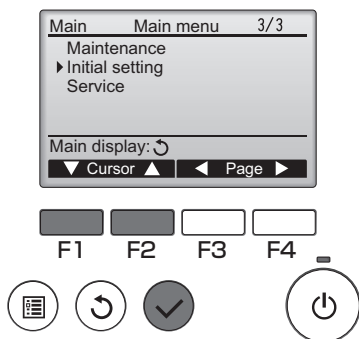 Main Main menu 3/3
Maintenance
Initial setting
Service
Main display:
Cursor Page
F1 F2 F3 F4